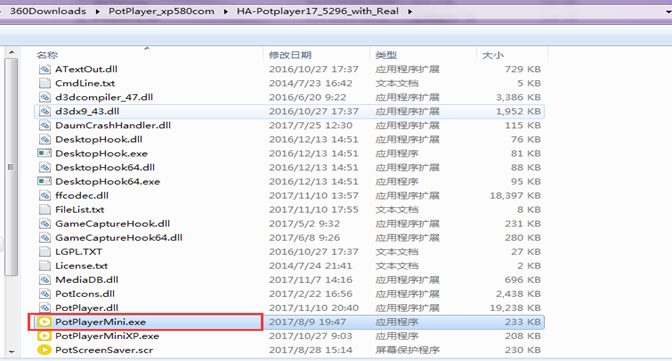 360Downloads ▸ PotPlayer_xp580com ▸ HA-Potplayer17_5296_with_Real ▸
名称 修改日期 类型 大小
ATextOut.dll 2016/10/27 17:37 应用程序扩展 729 KB
CmdLine.txt 2014/7/23 16:42 文本文档 5 KB
d3dcompiler_47.dll 2016/6/20 9:22 应用程序扩展 3,386 KB
d3dx9_43.dll 2016/10/27 17:37 应用程序扩展 1,952 KB
DaumCrashHandler.dll 2017/7/25 12:30 应用程序扩展 115 KB
DesktopHook.dll 2016/12/13 14:51 应用程序扩展 76 KB
DesktopHook.exe 2016/12/13 14:51 应用程序 81 KB
DesktopHook64.dll 2016/12/13 14:51 应用程序扩展 88 KB
DesktopHook64.exe 2016/12/13 14:51 应用程序 95 KB
ffcodec.dll 2017/11/10 13:57 应用程序扩展 18,397 KB
FileList.txt 2017/11/10 17:55 文本文档 8 KB
GameCaptureHook.dll 2017/5/2 9:32 应用程序扩展 231 KB
GameCaptureHook64.dll 2017/6/8 9:26 应用程序扩展 280 KB
LGPL.TXT 2016/10/27 17:37 文本文档 27 KB
License.txt 2014/7/24 21:41 文本文档 2 KB
MediaDB.dll 2017/11/7 14:16 应用程序扩展 696 KB
PotIcons.dll 2017/2/22 16:56 应用程序扩展 2,438 KB
PotPlayer.dll 2017/11/10 20:40 应用程序扩展 19,238 KB
PotPlayerMini.exe 2017/8/9 19:47 应用程序 233 KB
PotPlayerMiniXP.exe 2017/10/27 9:03 应用程序 208 KB
PotScreenSaver.scr 2017/8/28 15:14 屏幕保护程序 209 KB